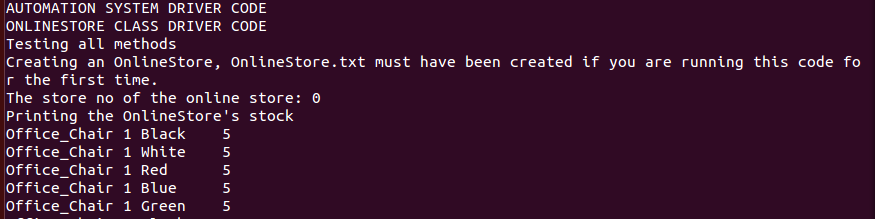 AUTOMATION SYSTEM DRIVER CODE
ONLINESTORE CLASS DRIVER CODE
Testing all methods
Creating an OnlineStore, OnlineStore.txt must have been created if you are running this code fo
r the first time.
The store no of the online store: 0
Printing the OnlineStore's stock
Office_Chair 1 Black    5
Office_Chair 1 White    5
Office_Chair 1 Red      5
Office_Chair 1 Blue     5
Office_Chair 1 Green    5